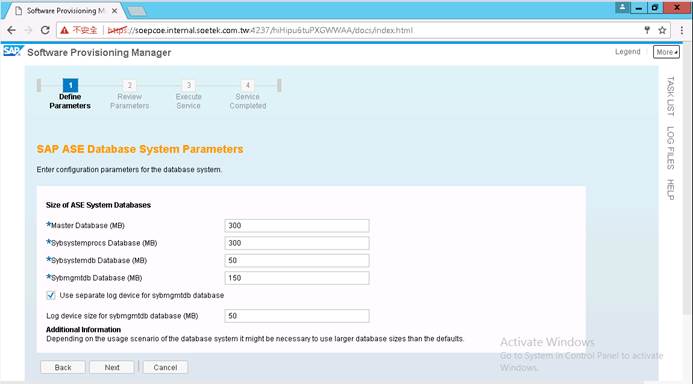 Software Provisioning M
不安全
https://soepcoe.internal.soetek.com.tw:4237/hiHipu6tuPXGWWAA/docs/index.html
SAP Software Provisioning Manager
Legend
More
1
Define Parameters
2
Review Parameters
3
Execute Service
4
Service Completed
TASK LIST
LOG FILES
HELP
SAP ASE Database System Parameters
Enter configuration parameters for the database system.
Size of ASE System Databases
*Master Database (MB) 300
*Sybsystemprocs Database (MB) 300
*Sybsystemdb Database (MB) 50
*Sybmgmtdb Database (MB) 150
Use separate log device for sybmgmtdb database
Log device size for sybmgmtdb database (MB) 50
Additional Information
Depending on the usage scenario of the database system it might be necessary to use larger database sizes than the defaults.
Back Next Cancel
Activate Windows
Go to System in Control Panel to activate
Windows.